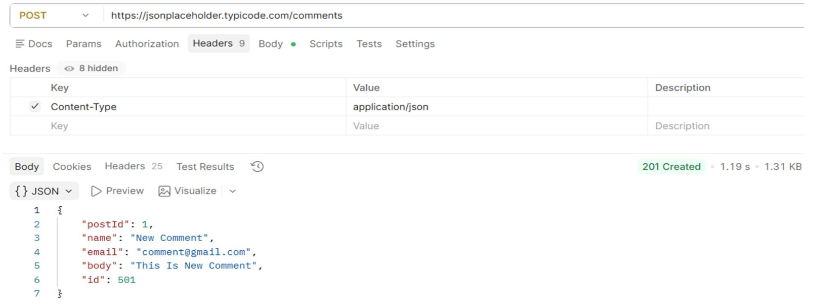 POST https://jsonplaceholder.typicode.com/comments
Docs Params Authorization Headers 9 Body Scripts Tests Settings
Headers 8 hidden
Key Value Description
Content-Type application/json
Key Value Description
Body Cookies Headers 25 Test Results 201 Created • 1.19 s • 1.31 KB
{} JSON Preview Visualize
1 {
2 "postId": 1,
3 "name": "New Comment",
4 "email": "comment@gmail.com",
5 "body": "This Is New Comment",
6 "id": 501
7 }